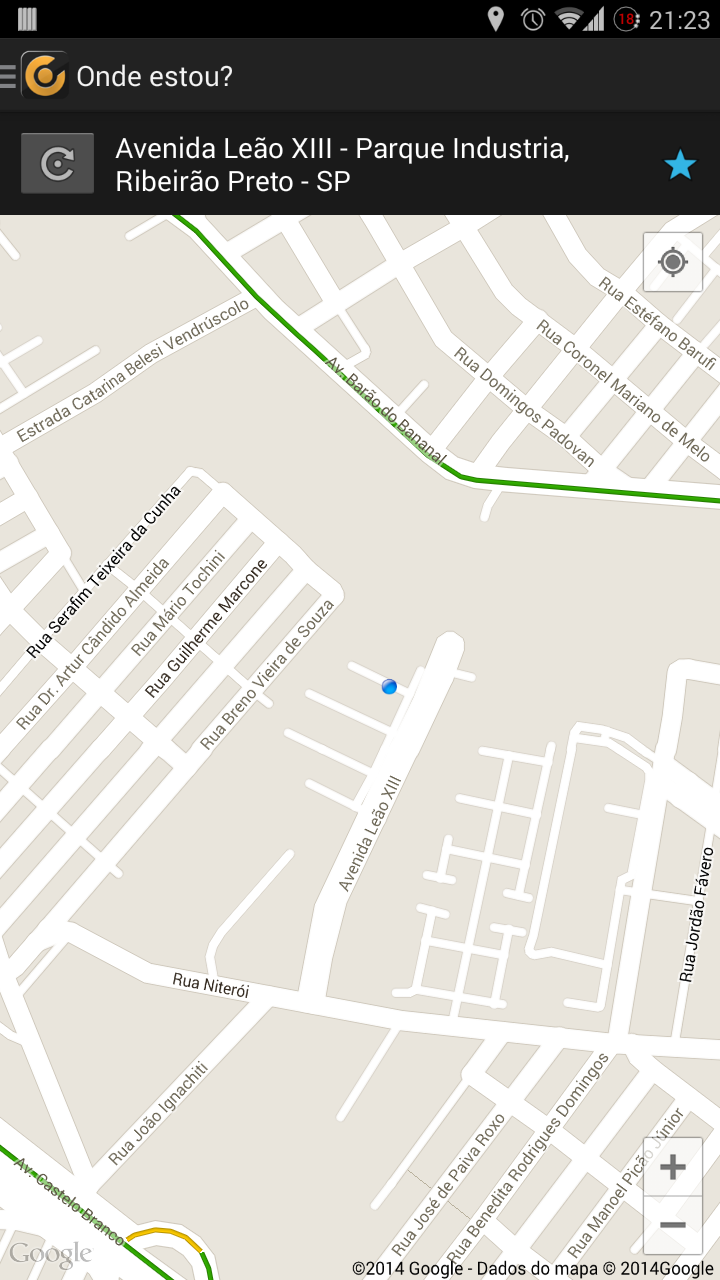 18
21:23
Onde estou?
Avenida Leão XIII - Parque Industria,
Ribeirão Preto - SP
Rua Estéfano Barufi
Estrada Catarina Belesi Vendrúscolo
Rua Coronel Mariano de Melo
Av. Barão do Bananal
Rua Domingos Padovan
Rua Serafim Teixeira da Cunha
Rua Dr. Artur Cândido Almeida
Rua Mário Tochini
Rua Guilherme Marcone
Rua Breno Vieira de Souza
Avenida Leão XIII
Rua Jordão Fávero
Rua Niterói
Rua João Ignachiti
Rua José de Paiva Roxo
Rua Benedita Rodrigues Domingos
Rua Manoel Picão Júnior
Av. Castelo Branco
Google
©2014 Google - Dados do mapa © 2014Google